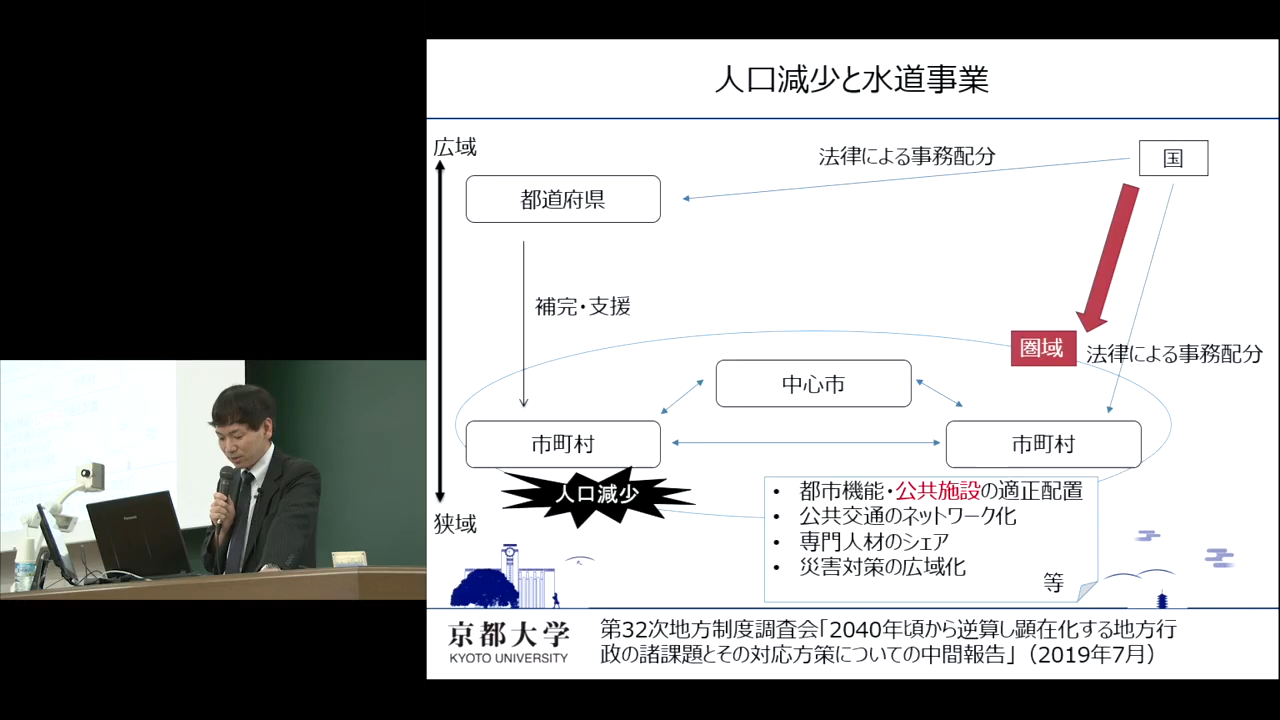 人口減少と水道事業
広域
法律による事務配分
国
都道府県
補完・支援
圏域
法律による事務配分
中心市
市町村
市町村
人口減少
狭域
• 都市機能・公共施設の適正配置
• 公共交通のネットワーク化
• 専門人材のシェア
• 災害対策の広域化
等
京都大学
KYOTO UNIVERSITY
第32次地方制度調査会「2040年頃から逆算し顕在化する地方行
政の諸課題とその対応方策についての中間報告」（2019年7月）
Panasonic